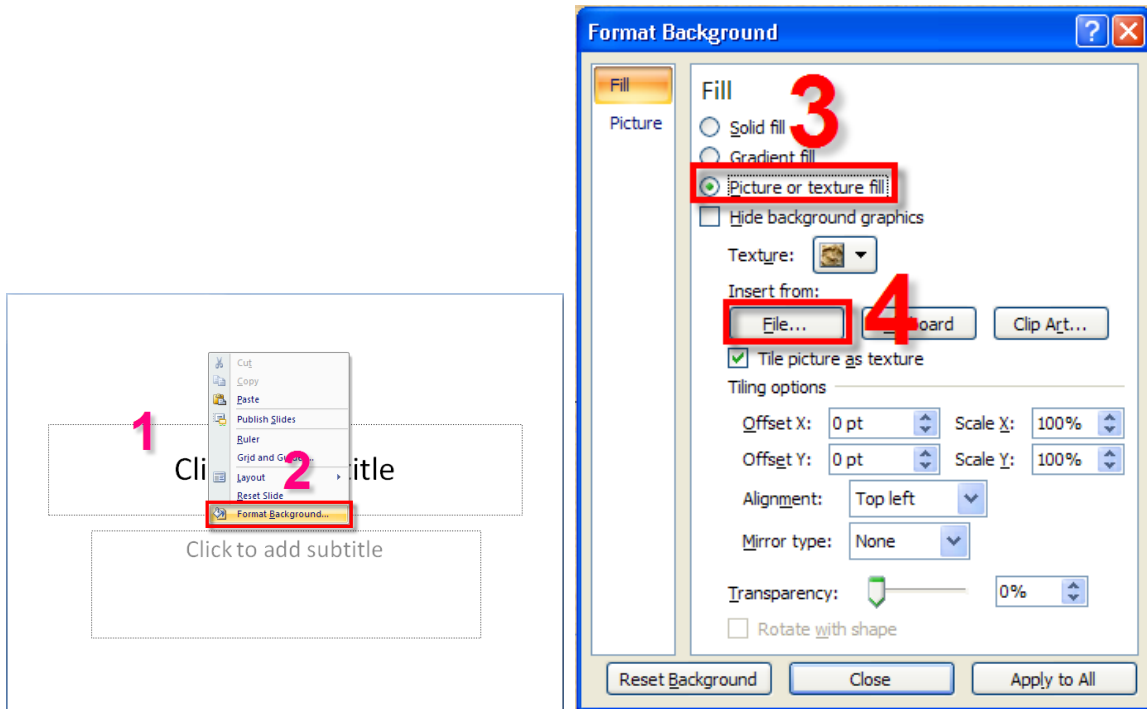 1
Cut
Copy
Paste
Publish Slides
Ruler
Grid and
2
Layout
Reset Slide
Format Background...
Click to add subtitle
Format Background
Fill
Picture
Fill
3
Solid fill
Gradient fill
Picture or texture fill
Hide background graphics
Texture:
Insert from:
File...
4
Clip Art...
Tile picture as texture
Tiling options
Offset X: 0 pt Scale X: 100%
Offset Y: 0 pt Scale Y: 100%
Alignment: Top left
Mirror type: None
Transparency: 0%
Rotate with shape
Reset Background Close Apply to All